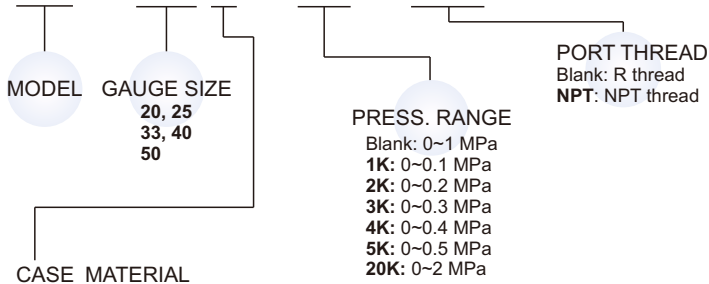 MODEL
GAUGE SIZE
20, 25
33, 40
50
CASE MATERIAL
PRESS. RANGE
Blank: 0~1 MPa
1K: 0~0.1 MPa
2K: 0~0.2 MPa
3K: 0~0.3 MPa
4K: 0~0.4 MPa
5K: 0~0.5 MPa
20K: 0~2 MPa
PORT THREAD
Blank: R thread
NPT: NPT thread